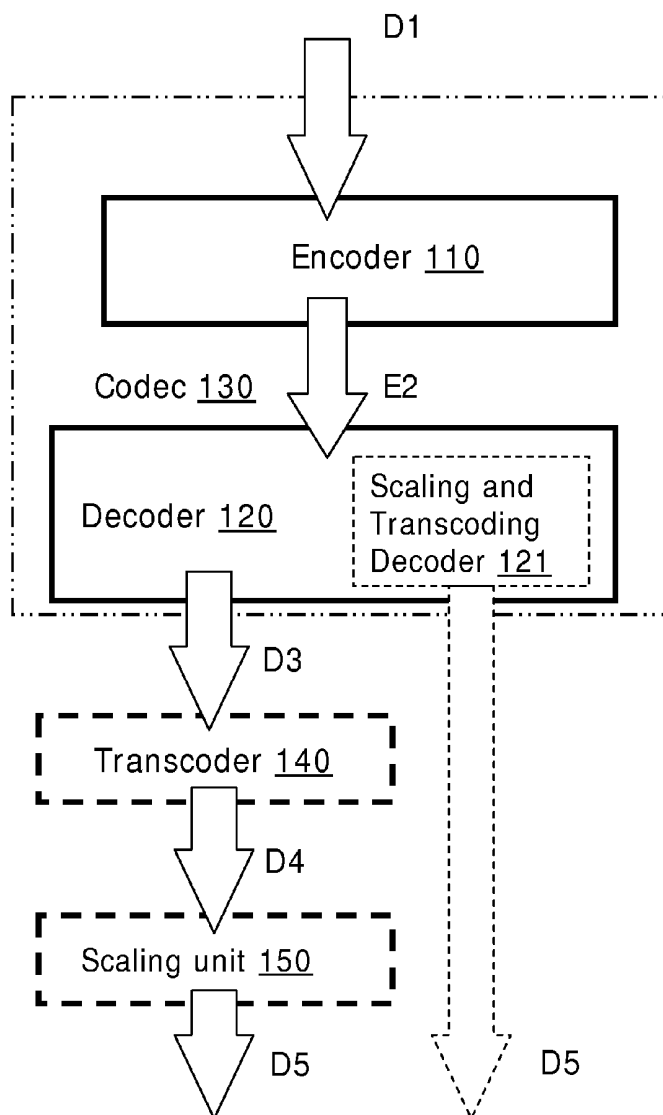 D1
Encoder 110
Codec 130
E2
Decoder 120
Scaling and
Transcoding
Decoder 121
D3
Transcoder 140
D4
Scaling unit 150
D5
D5